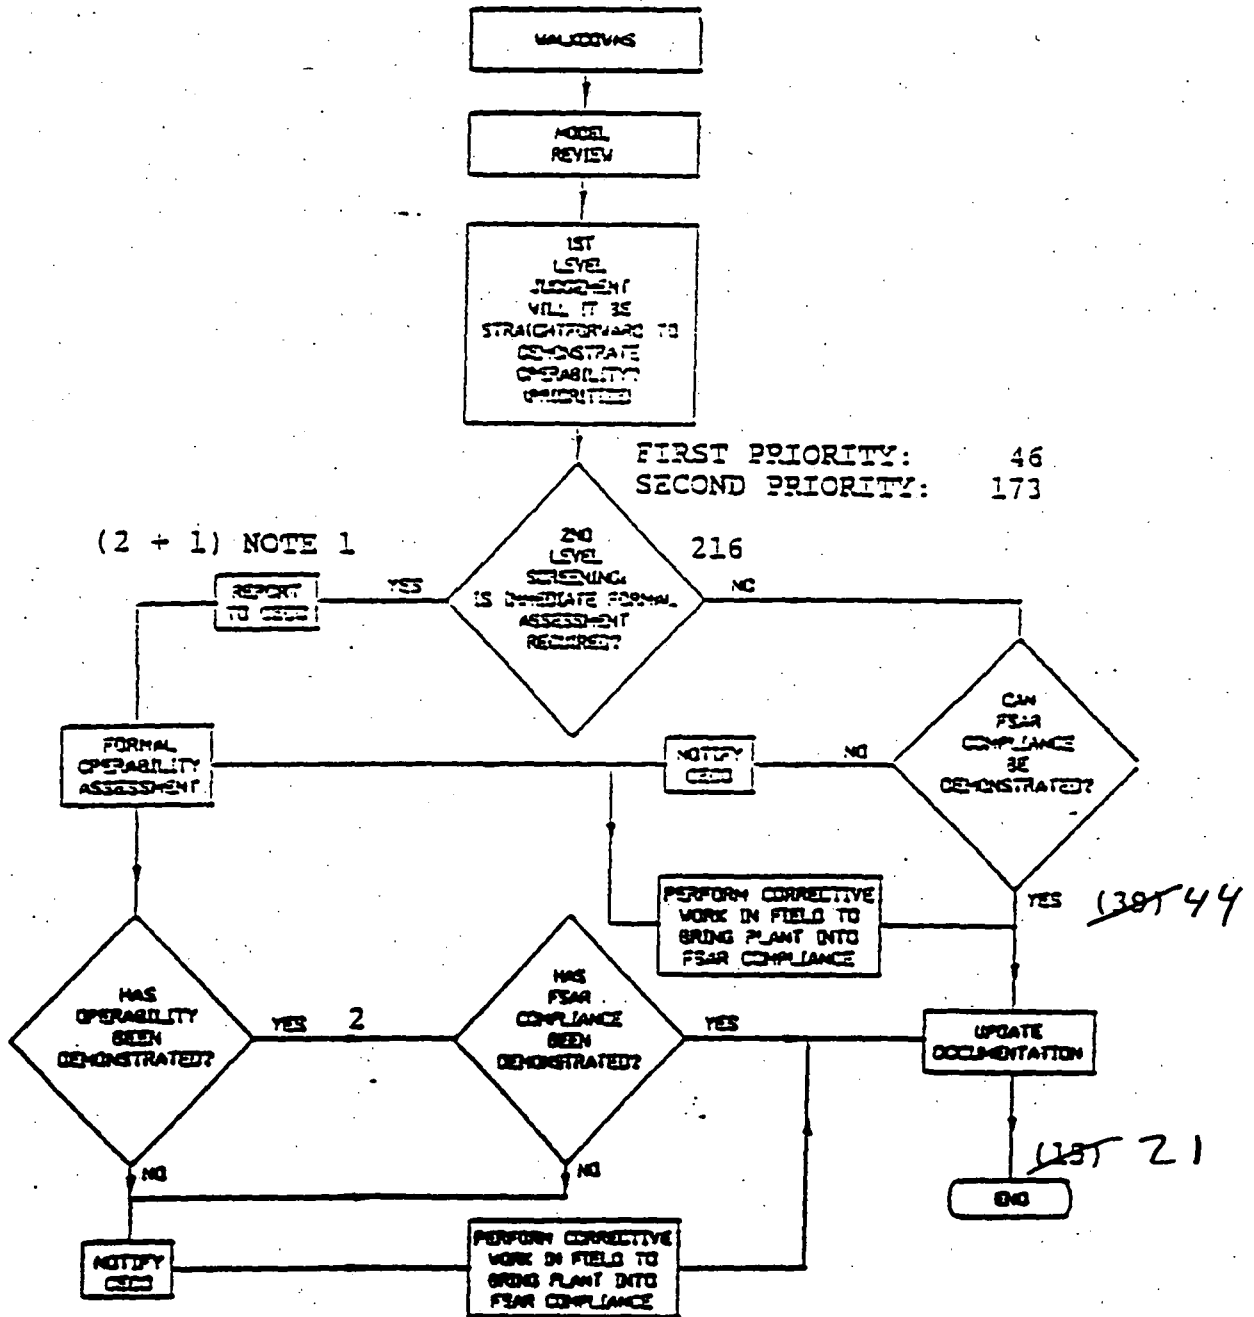 WALKDOWNS
MODEL
REVIEW
1ST
LEVEL
JUDGEMENT
WILL IT BE
STRAIGHTFORWARD TO
DEMONSTRATE
OPERABILITY?
FIRST PRIORITY: 46
SECOND PRIORITY: 173
(2 + 1) NOTE 1
2ND
LEVEL
SCREENING:
IS IMMEDIATE FORMAL
ASSESSMENT
REQUIRED?
216
YES
NO
REPORT
TO CECO
CAN
FSAR
COMPLIANCE
BE
DEMONSTRATED?
FORMAL
OPERABILITY
ASSESSMENT
NOTIFY
CECO
NO
YES
44
PERFORM CORRECTIVE
WORK IN FIELD TO
BRING PLANT INTO
FSAR COMPLIANCE
HAS
OPERABILITY
BEEN
DEMONSTRATED?
YES 2
HAS
FSAR
COMPLIANCE
BEEN
DEMONSTRATED?
YES
UPDATE
DOCUMENTATION
NO
NO
21
END
NOTIFY
CECO
PERFORM CORRECTIVE
WORK IN FIELD TO
BRING PLANT INTO
FSAR COMPLIANCE